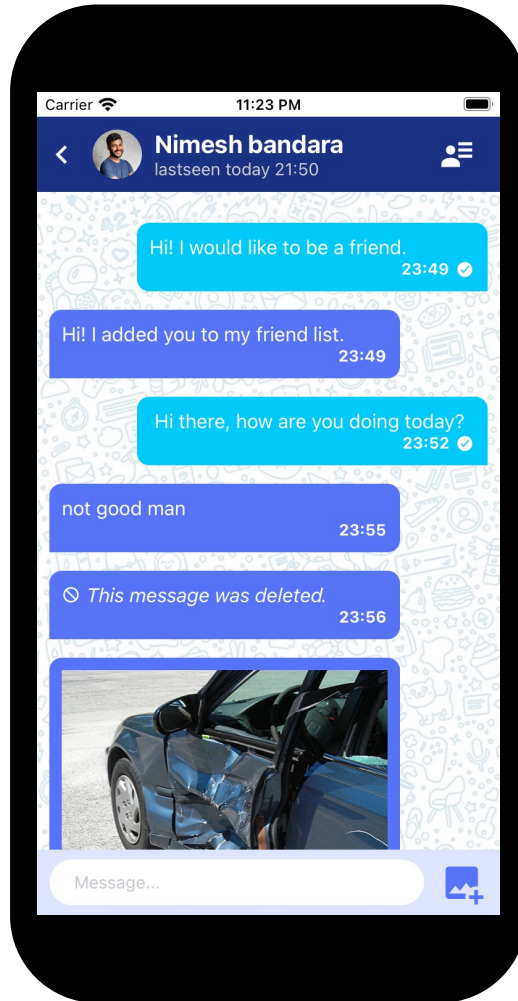 Carrier
11:23 PM
Nimesh bandara
lastseen today 21:50
Hi! I would like to be a friend.
23:49
Hi! I added you to my friend list.
23:49
Hi there, how are you doing today?
23:52
not good man
23:55
This message was deleted.
23:56
Message...